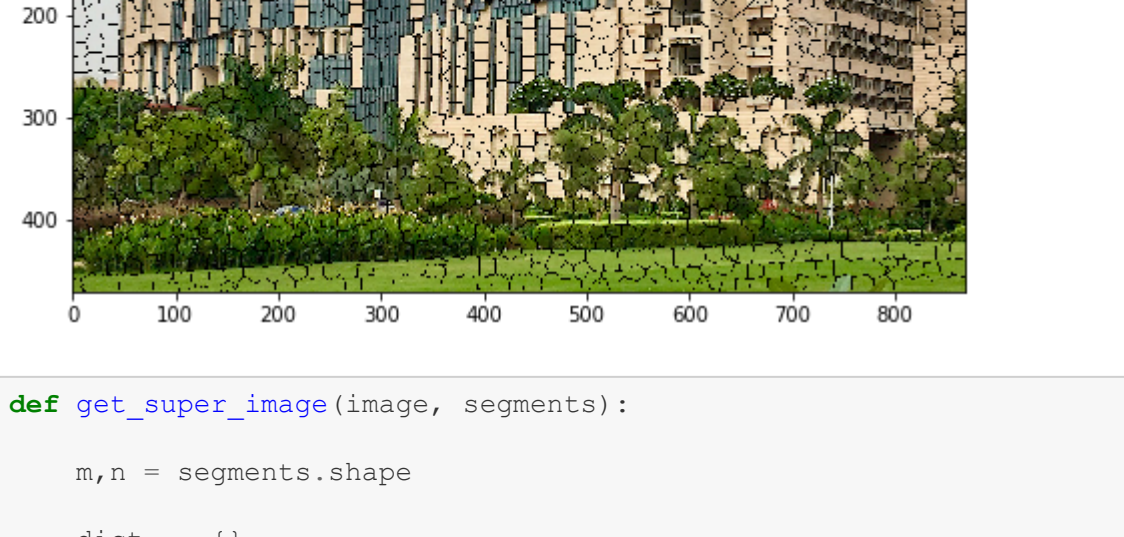 200
300
400
0 100 200 300 400 500 600 700 800
def get_super_image(image, segments):
m,n = segments.shape